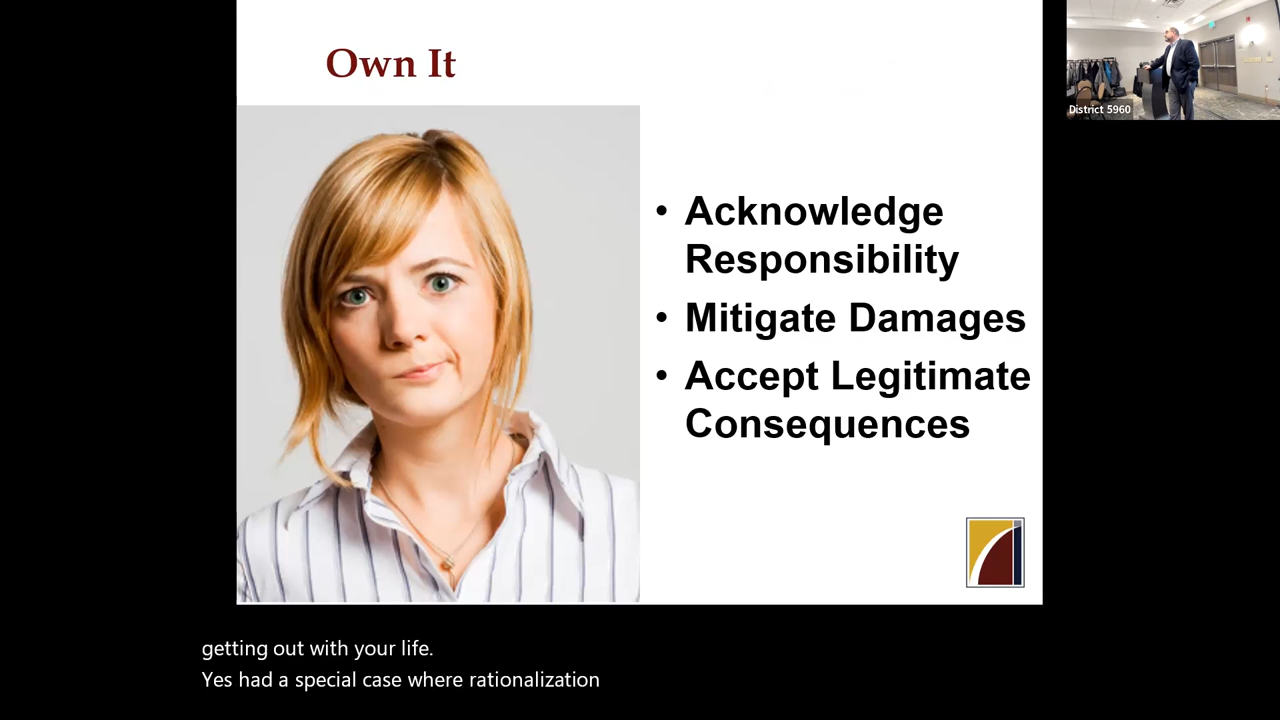 Own It
• Acknowledge
Responsibility
• Mitigate Damages
• Accept Legitimate
Consequences
District 5960
getting out with your life.
Yes had a special case where rationalization